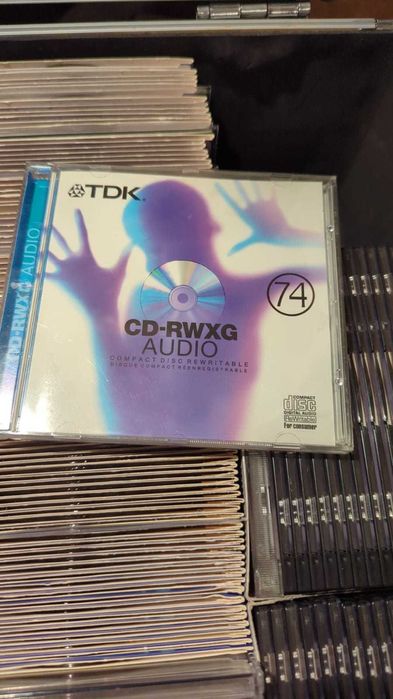 TDK®
74
CD-RWXG
AUDIO
COMPACT DISC REWRITABLE
DISQUE COMPACT RÉENREGISTRABLE
COMPACT
disc
DIGITAL AUDIO
ReWritable
For consumer
CD-RWXG AUDIO